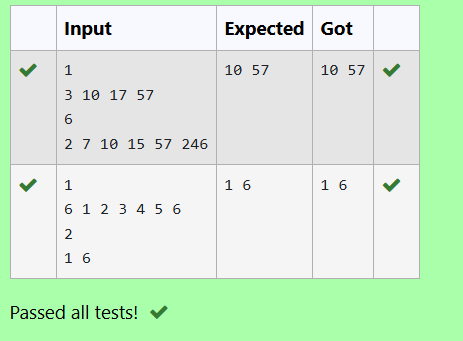 Input Expected Got
1 10 57 10 57
3 10 17 57
6
2 7 10 15 57 246
1 1 6 1 6
6 1 2 3 4 5 6
2
1 6
Passed all tests!